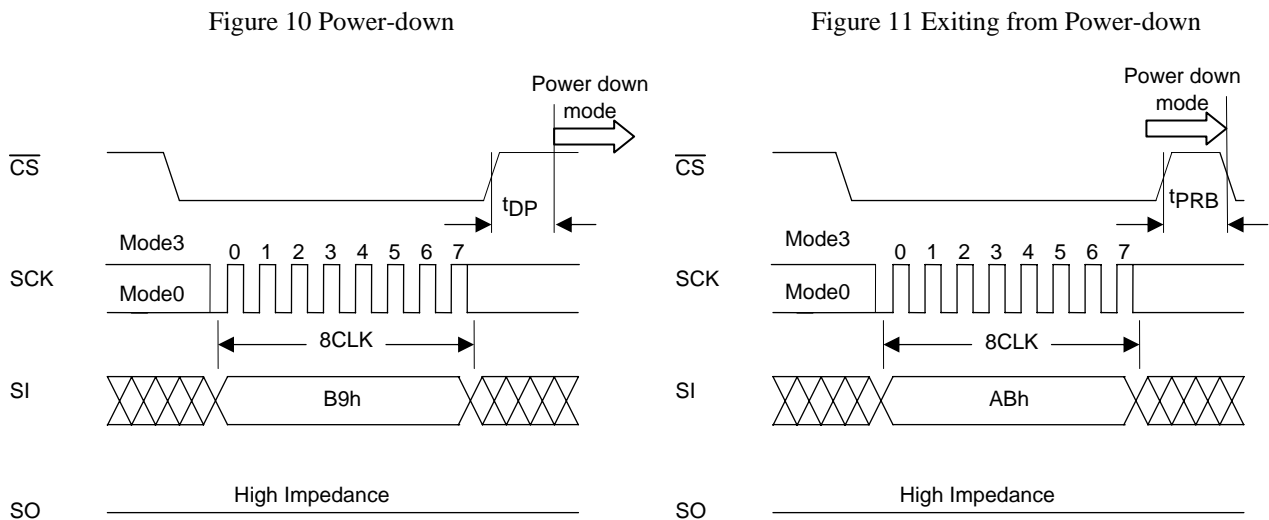 Figure 10 Power-down
Power down
mode
CS
tDP
Mode3
0 1 2 3 4 5 6 7
SCK
Mode0
8CLK
SI
B9h
High Impedance
SO
Figure 11 Exiting from Power-down
Power down
mode
CS
tPRB
Mode3
0 1 2 3 4 5 6 7
SCK
Mode0
8CLK
SI
ABh
High Impedance
SO